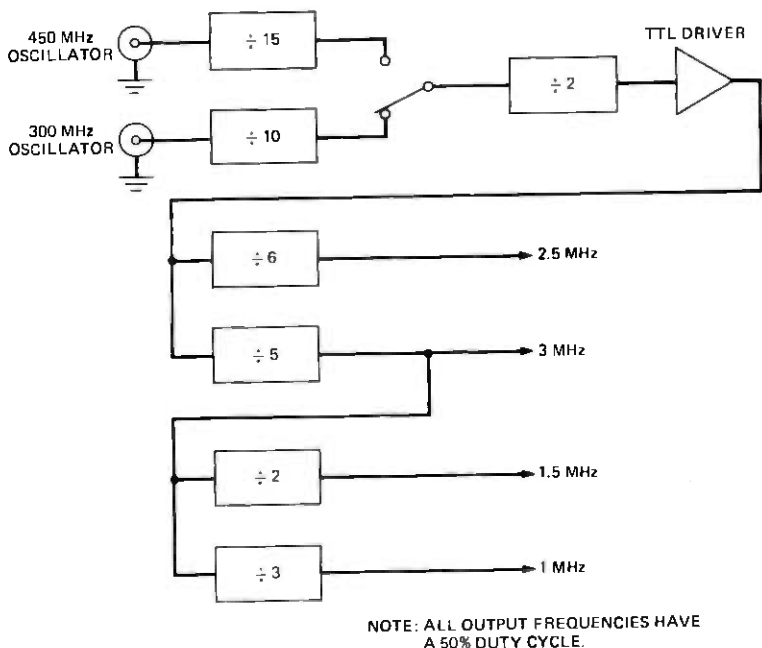 450 MHz
OSCILLATOR
÷ 15
TTL DRIVER
÷ 2
300 MHz
OSCILLATOR
÷ 10
÷ 6
2.5 MHz
÷ 5
3 MHz
÷ 2
1.5 MHz
÷ 3
1 MHz
NOTE: ALL OUTPUT FREQUENCIES HAVE
A 50% DUTY CYCLE.